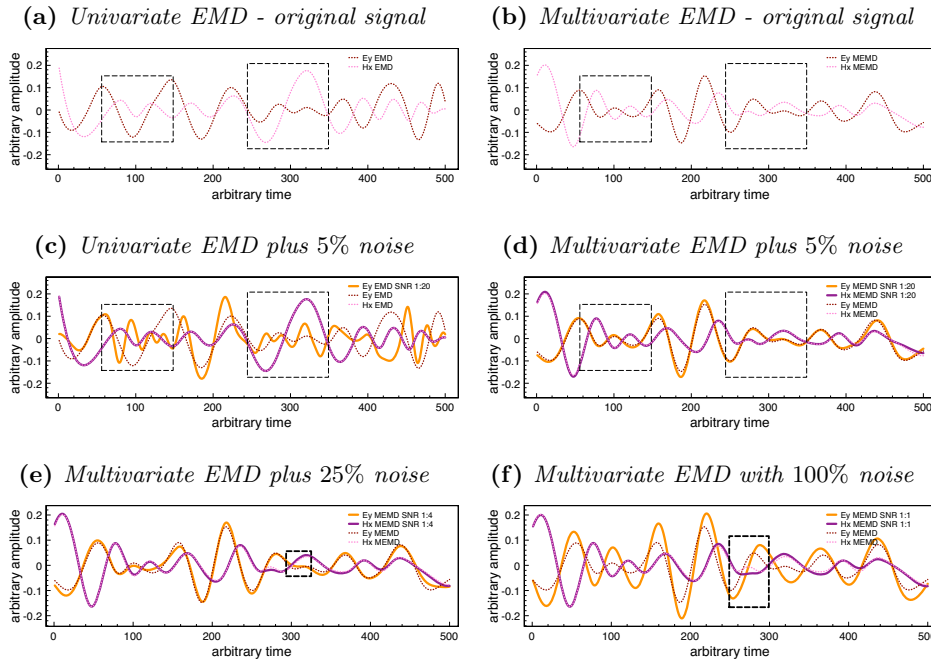 (a) Univariate EMD - original signal
(b) Multivariate EMD - original signal
arbitrary amplitude
0.2
0.1
0
-0.1
-0.2
Ey EMD
Hx EMD
0 100 200 300 400 500
arbitrary time
arbitrary amplitude
0.2
0.1
0
-0.1
-0.2
Ey MEMD
Hx MEMD
0 100 200 300 400 500
arbitrary time
(c) Univariate EMD plus 5% noise
(d) Multivariate EMD plus 5% noise
arbitrary amplitude
0.2
0.1
0
-0.1
-0.2
Ey EMD SNR 1:20
Ey EMD
Hx EMD
0 100 200 300 400 500
arbitrary time
arbitrary amplitude
0.2
0.1
0
-0.1
-0.2
Ey MEMD SNR 1:20
Hx MEMD SNR 1:20
Ey MEMD
Hx MEMD
0 100 200 300 400 500
arbitrary time
(e) Multivariate EMD plus 25% noise
(f) Multivariate EMD with 100% noise
arbitrary amplitude
0.2
0.1
0
-0.1
-0.2
Ey MEMD SNR 1:4
Hx MEMD SNR 1:4
Ey MEMD
Hx MEMD
0 100 200 300 400 500
arbitrary time
arbitrary amplitude
0.2
0.1
0
-0.1
-0.2
Ey MEMD SNR 1:1
Hx MEMD SNR 1:1
Ey MEMD
Hx MEMD
0 100 200 300 400 500
arbitrary time